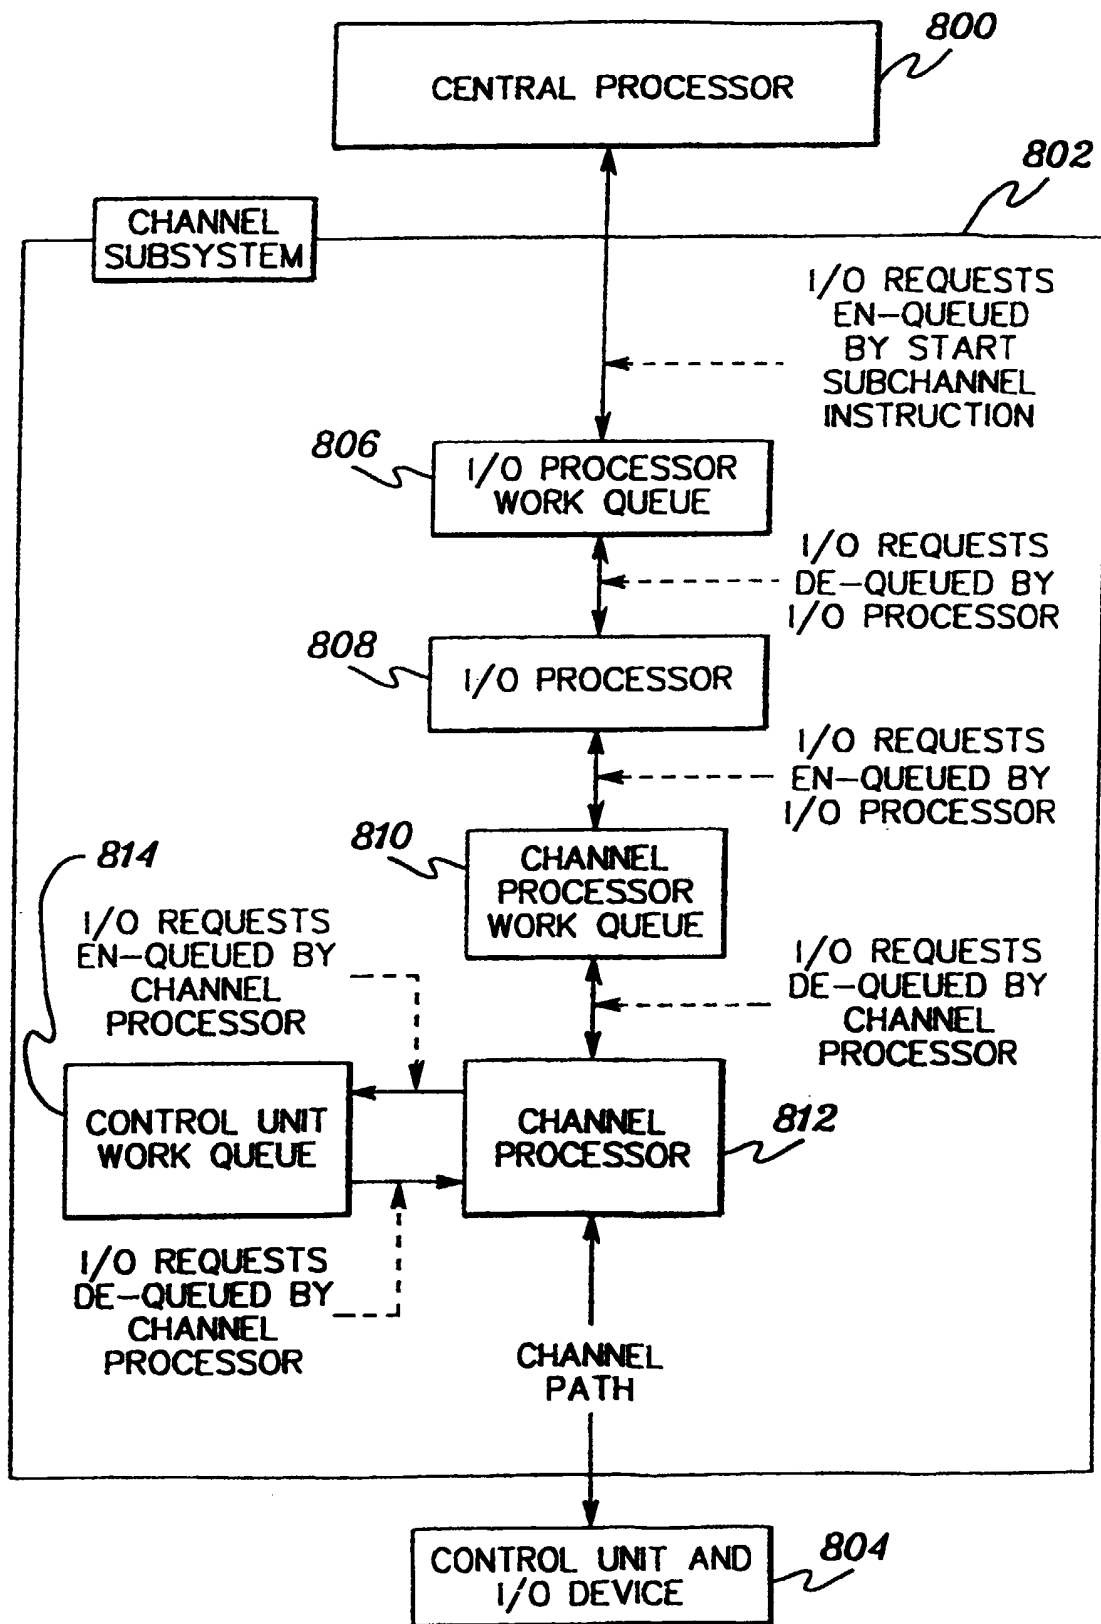 800
CENTRAL PROCESSOR
802
CHANNEL
SUBSYSTEM
I/O REQUESTS
EN-QUEUED
BY START
SUBCHANNEL
INSTRUCTION
806
I/O PROCESSOR
WORK QUEUE
I/O REQUESTS
DE-QUEUED BY
I/O PROCESSOR
808
I/O PROCESSOR
I/O REQUESTS
EN-QUEUED BY
I/O PROCESSOR
810
CHANNEL
PROCESSOR
WORK QUEUE
814
I/O REQUESTS
EN-QUEUED BY
CHANNEL
PROCESSOR
I/O REQUESTS
DE-QUEUED BY
CHANNEL
PROCESSOR
CONTROL UNIT
WORK QUEUE
CHANNEL
PROCESSOR
812
I/O REQUESTS
DE-QUEUED BY
CHANNEL
PROCESSOR
CHANNEL
PATH
CONTROL UNIT AND
I/O DEVICE
804